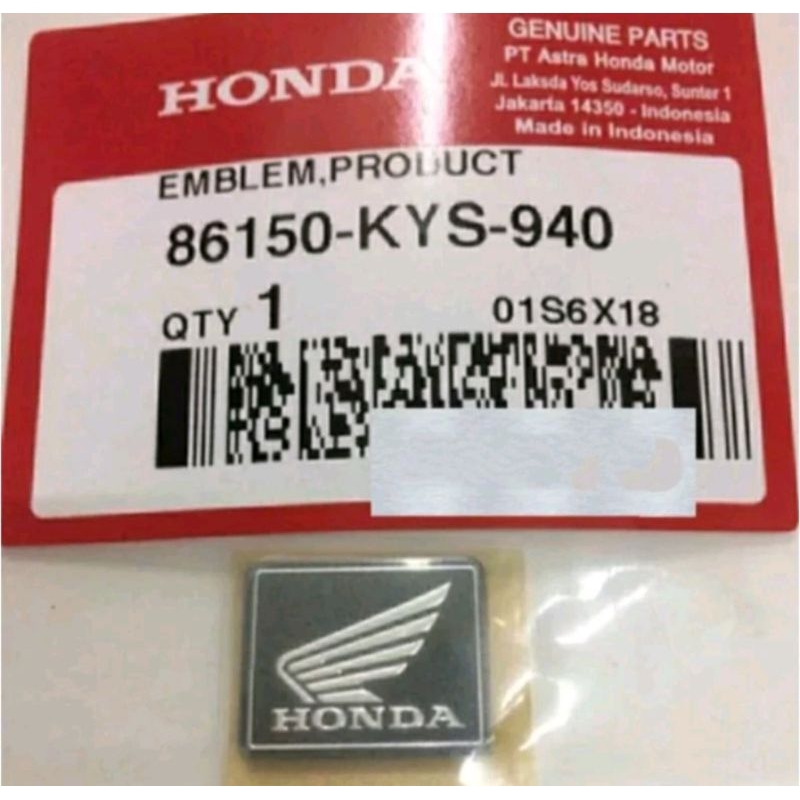 HONDA
GENUINE PARTS
PT Astra Honda Motor
Jl. Laksda Yos Sudarso, Sunter 1
Jakarta 14350 - Indonesia
Made in Indonesia
EMBLEM,PRODUCT
86150-KYS-940
QTY 1 01S6X18
HONDA